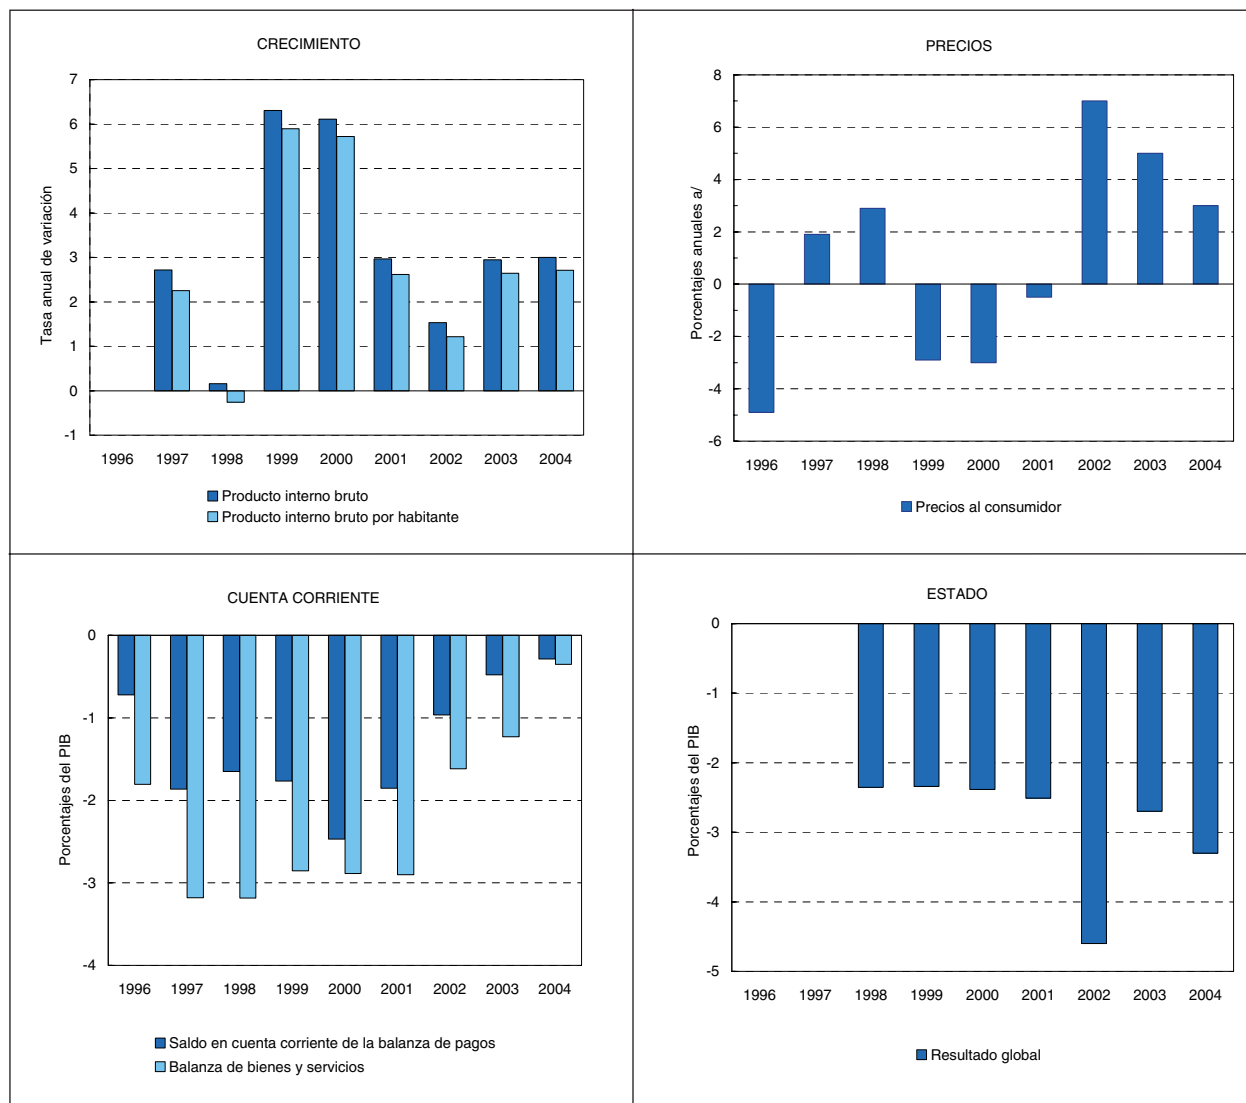 CRECIMIENTO
Tasa anual de variación
7
6
5
4
3
2
1
0
-1
1996 1997 1998 1999 2000 2001 2002 2003 2004
Producto interno bruto
Producto interno bruto por habitante
PRECIOS
Porcentajes anuales a/
8
6
4
2
0
-2
-4
-6
1996 1997 1998 1999 2000 2001 2002 2003 2004
Precios al consumidor
CUENTA CORRIENTE
Porcentajes del PIB
0
-1
-2
-3
-4
1996 1997 1998 1999 2000 2001 2002 2003 2004
Saldo en cuenta corriente de la balanza de pagos
Balanza de bienes y servicios
ESTADO
Porcentajes del PIB
0
-1
-2
-3
-4
-5
1996 1997 1998 1999 2000 2001 2002 2003 2004
Resultado global